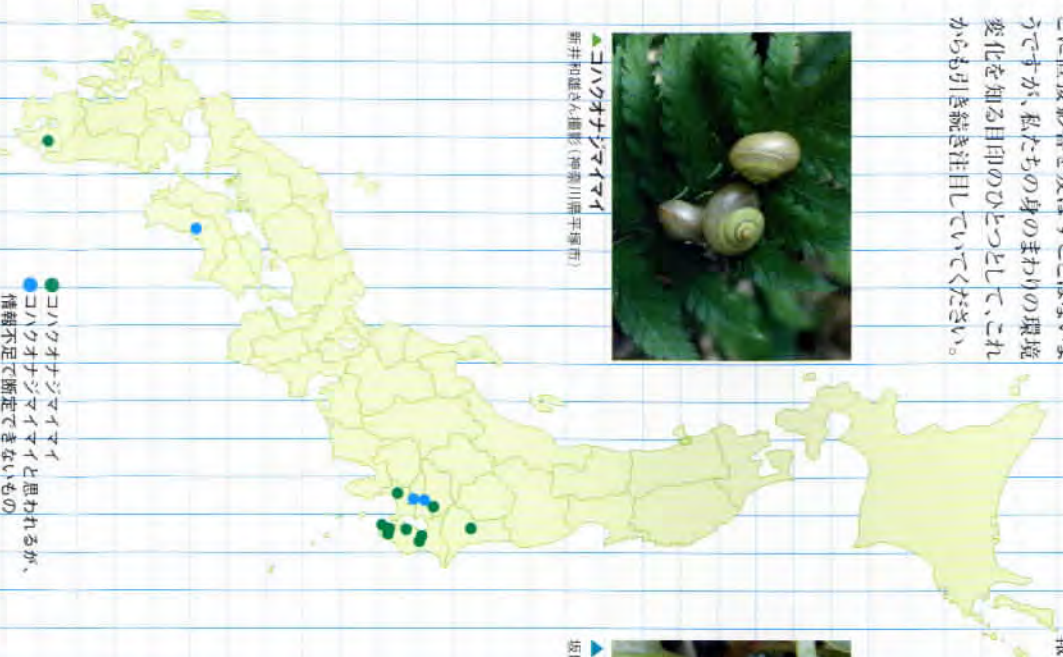 うですが、私たちの身のまわりの環境
変化を知る目印のひとつとして、これ
からも引き続き注目していてください。
▲コハクオナジマイマイ
新井和雄さん撮影（神奈川県平塚市）
●コハクオナジマイマイ
●コハクオナジマイマイと思われるが、
情報不足で断定できないもの